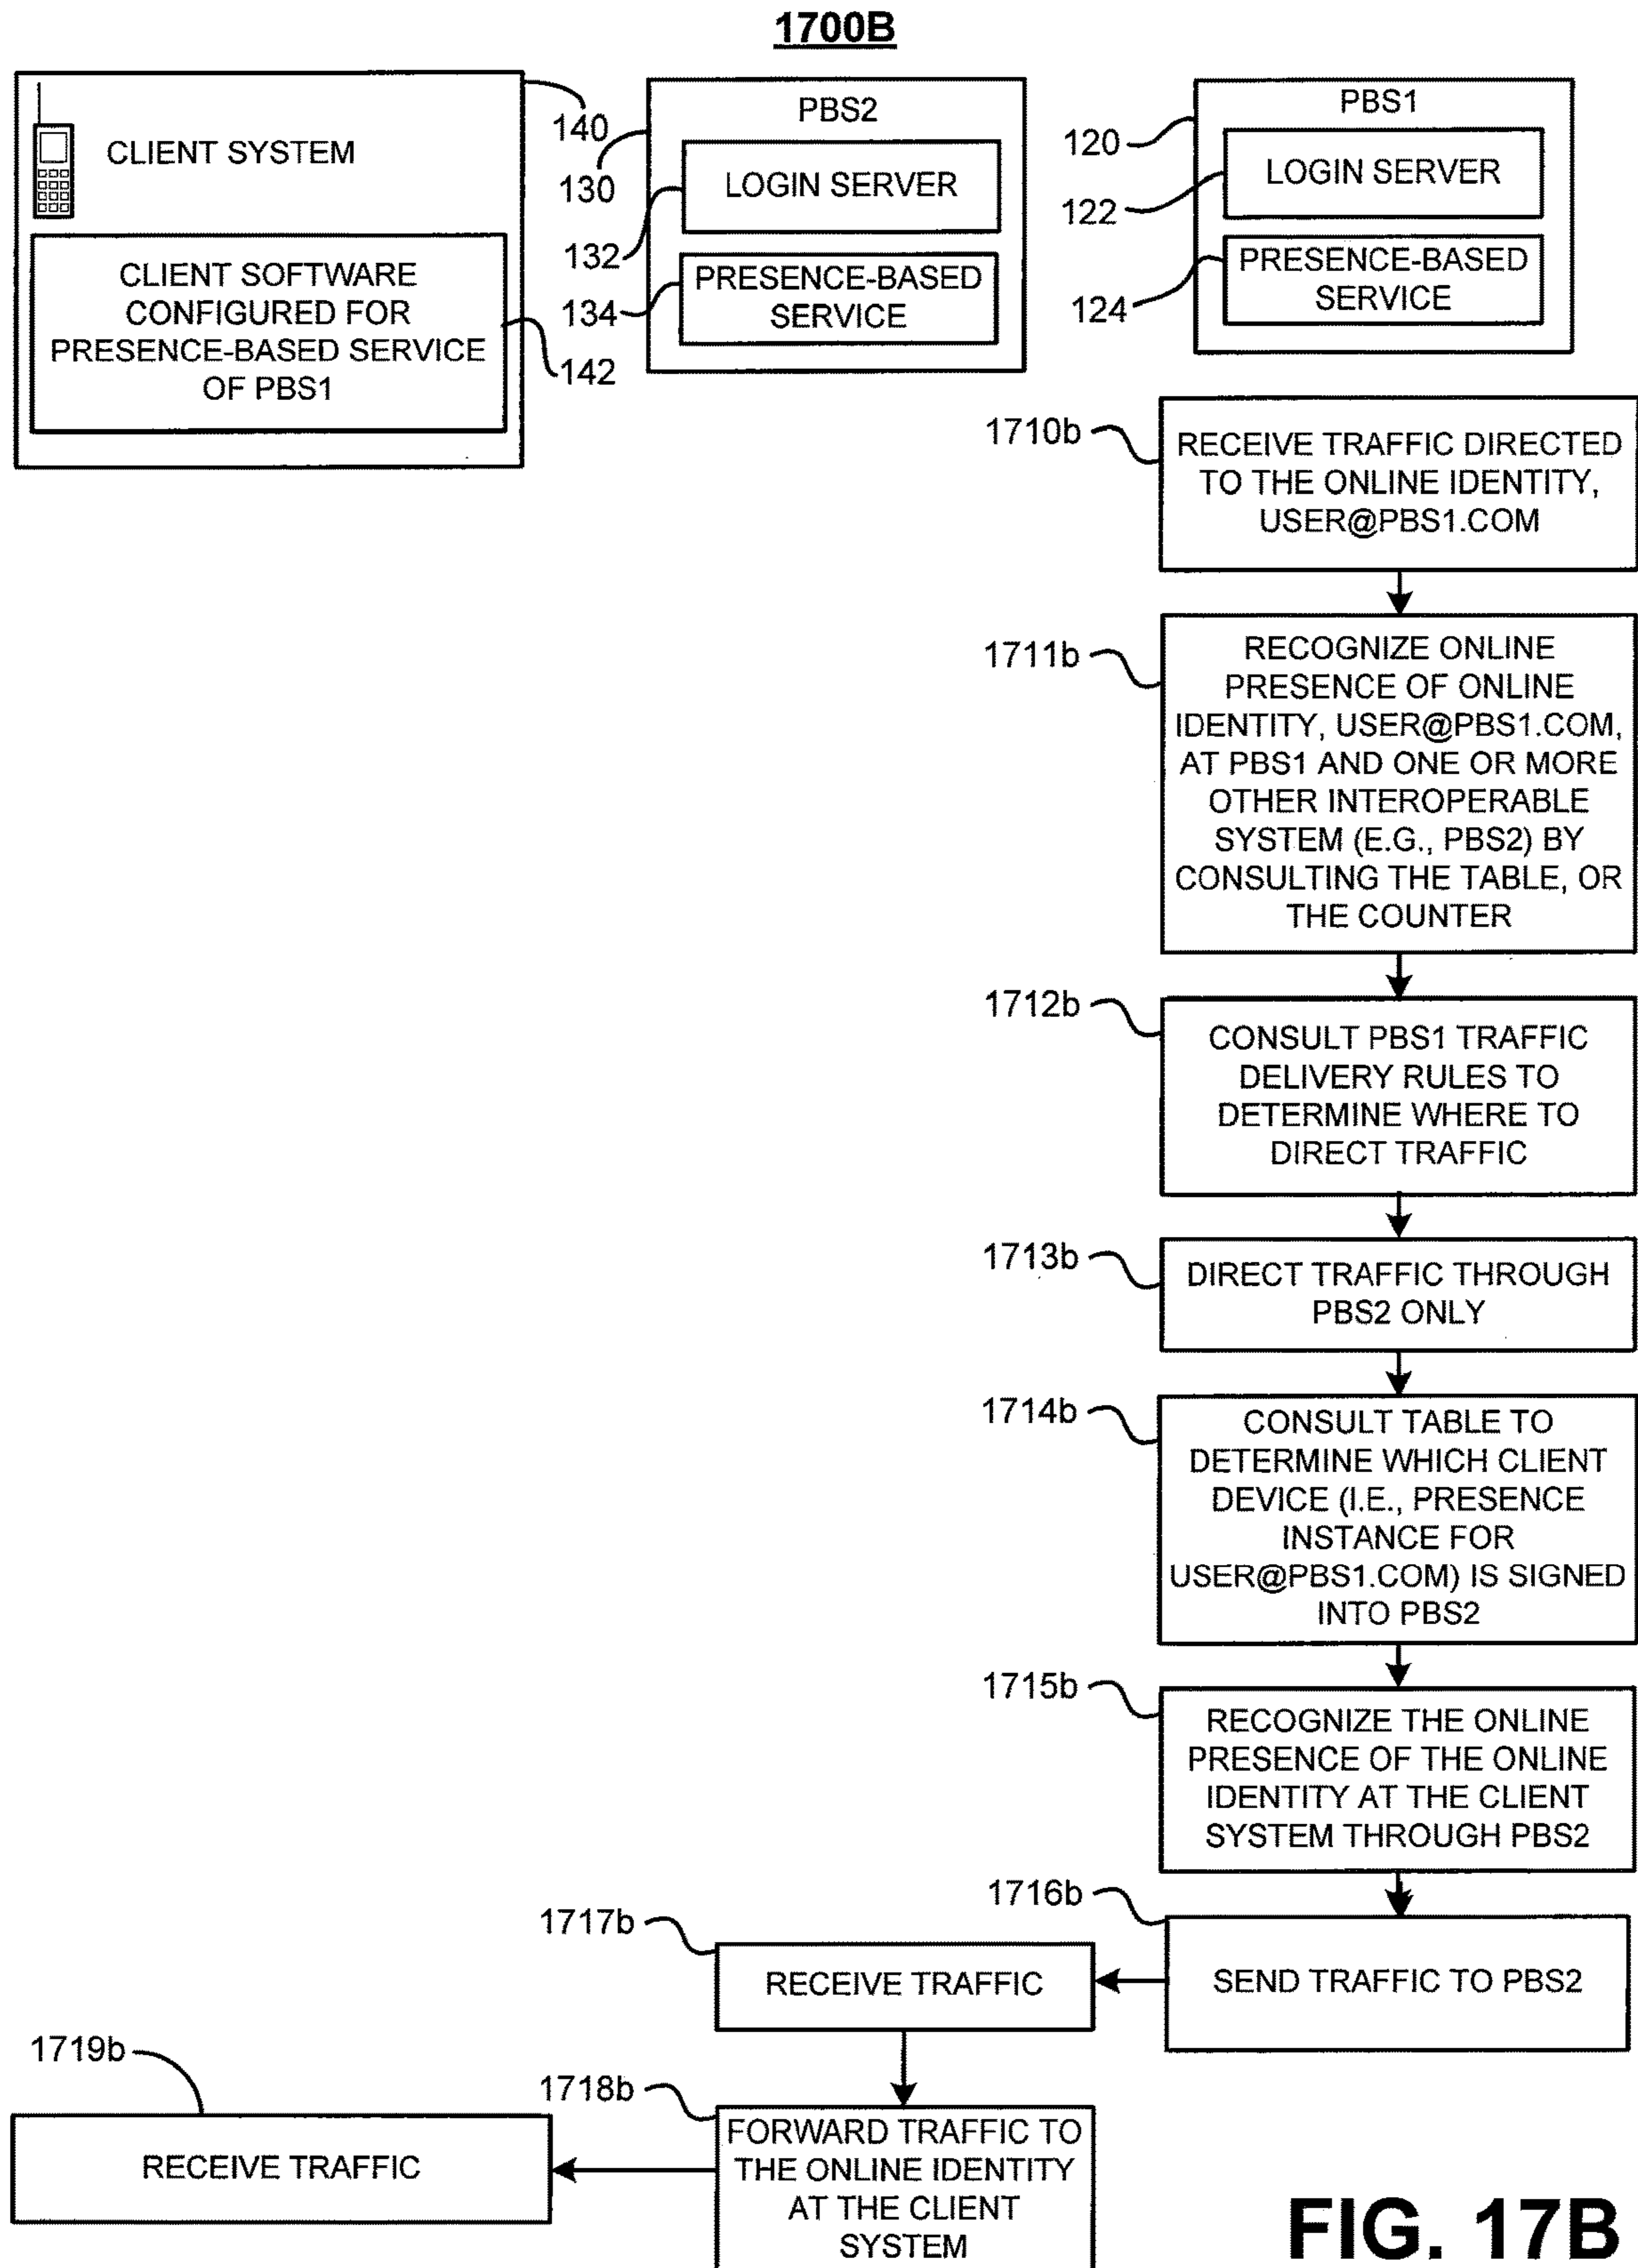 1700B
CLIENT SYSTEM
CLIENT SOFTWARE
CONFIGURED FOR
PRESENCE-BASED SERVICE
OF PBS1
140
142
PBS2
130
LOGIN SERVER
132
PRESENCE-BASED
SERVICE
134
PBS1
120
LOGIN SERVER
122
PRESENCE-BASED
SERVICE
124
1710b
RECEIVE TRAFFIC DIRECTED
TO THE ONLINE IDENTITY,
USER@PBS1.COM
1711b
RECOGNIZE ONLINE
PRESENCE OF ONLINE
IDENTITY, USER@PBS1.COM,
AT PBS1 AND ONE OR MORE
OTHER INTEROPERABLE
SYSTEM (E.G., PBS2) BY
CONSULTING THE TABLE, OR
THE COUNTER
1712b
CONSULT PBS1 TRAFFIC
DELIVERY RULES TO
DETERMINE WHERE TO
DIRECT TRAFFIC
1713b
DIRECT TRAFFIC THROUGH
PBS2 ONLY
1714b
CONSULT TABLE TO
DETERMINE WHICH CLIENT
DEVICE (I.E., PRESENCE
INSTANCE FOR
USER@PBS1.COM) IS SIGNED
INTO PBS2
1715b
RECOGNIZE THE ONLINE
PRESENCE OF THE ONLINE
IDENTITY AT THE CLIENT
SYSTEM THROUGH PBS2
1716b
SEND TRAFFIC TO PBS2
1717b
RECEIVE TRAFFIC
1718b
FORWARD TRAFFIC TO
THE ONLINE IDENTITY
AT THE CLIENT
SYSTEM
1719b
RECEIVE TRAFFIC
FIG. 17B